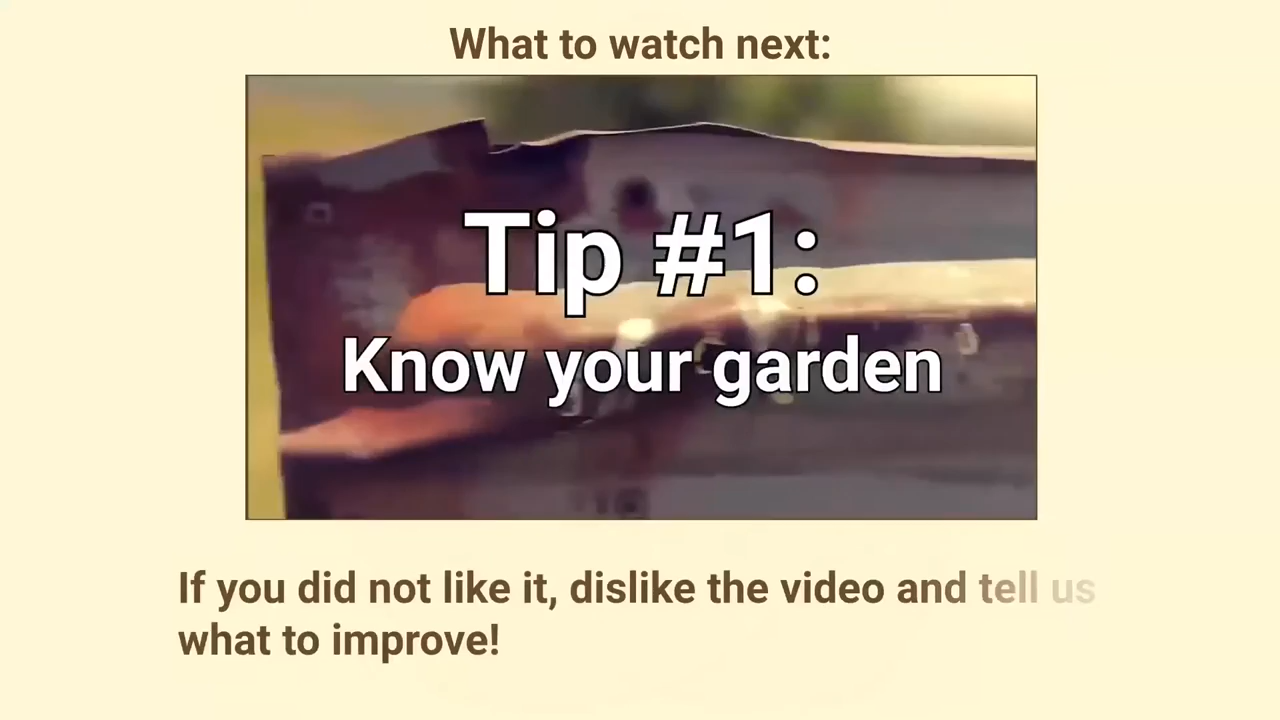 What to watch next:
Tip #1:
Know your garden
If you did not like it, dislike the video and tell us
what to improve!